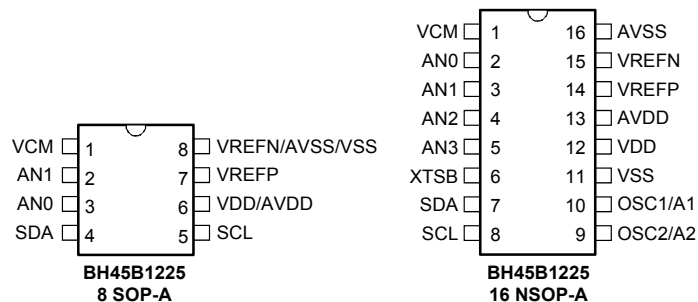 VCM 1 8 VREFN/AVSS/VSS
AN1 2 7 VREFP
AN0 3 6 VDD/AVDD
SDA 4 5 SCL
BH45B1225
8 SOP-A
VCM 1 16 AVSS
AN0 2 15 VREFN
AN1 3 14 VREFP
AN2 4 13 AVDD
AN3 5 12 VDD
XTSB 6 11 VSS
SDA 7 10 OSC1/A1
SCL 8 9 OSC2/A2
BH45B1225
16 NSOP-A